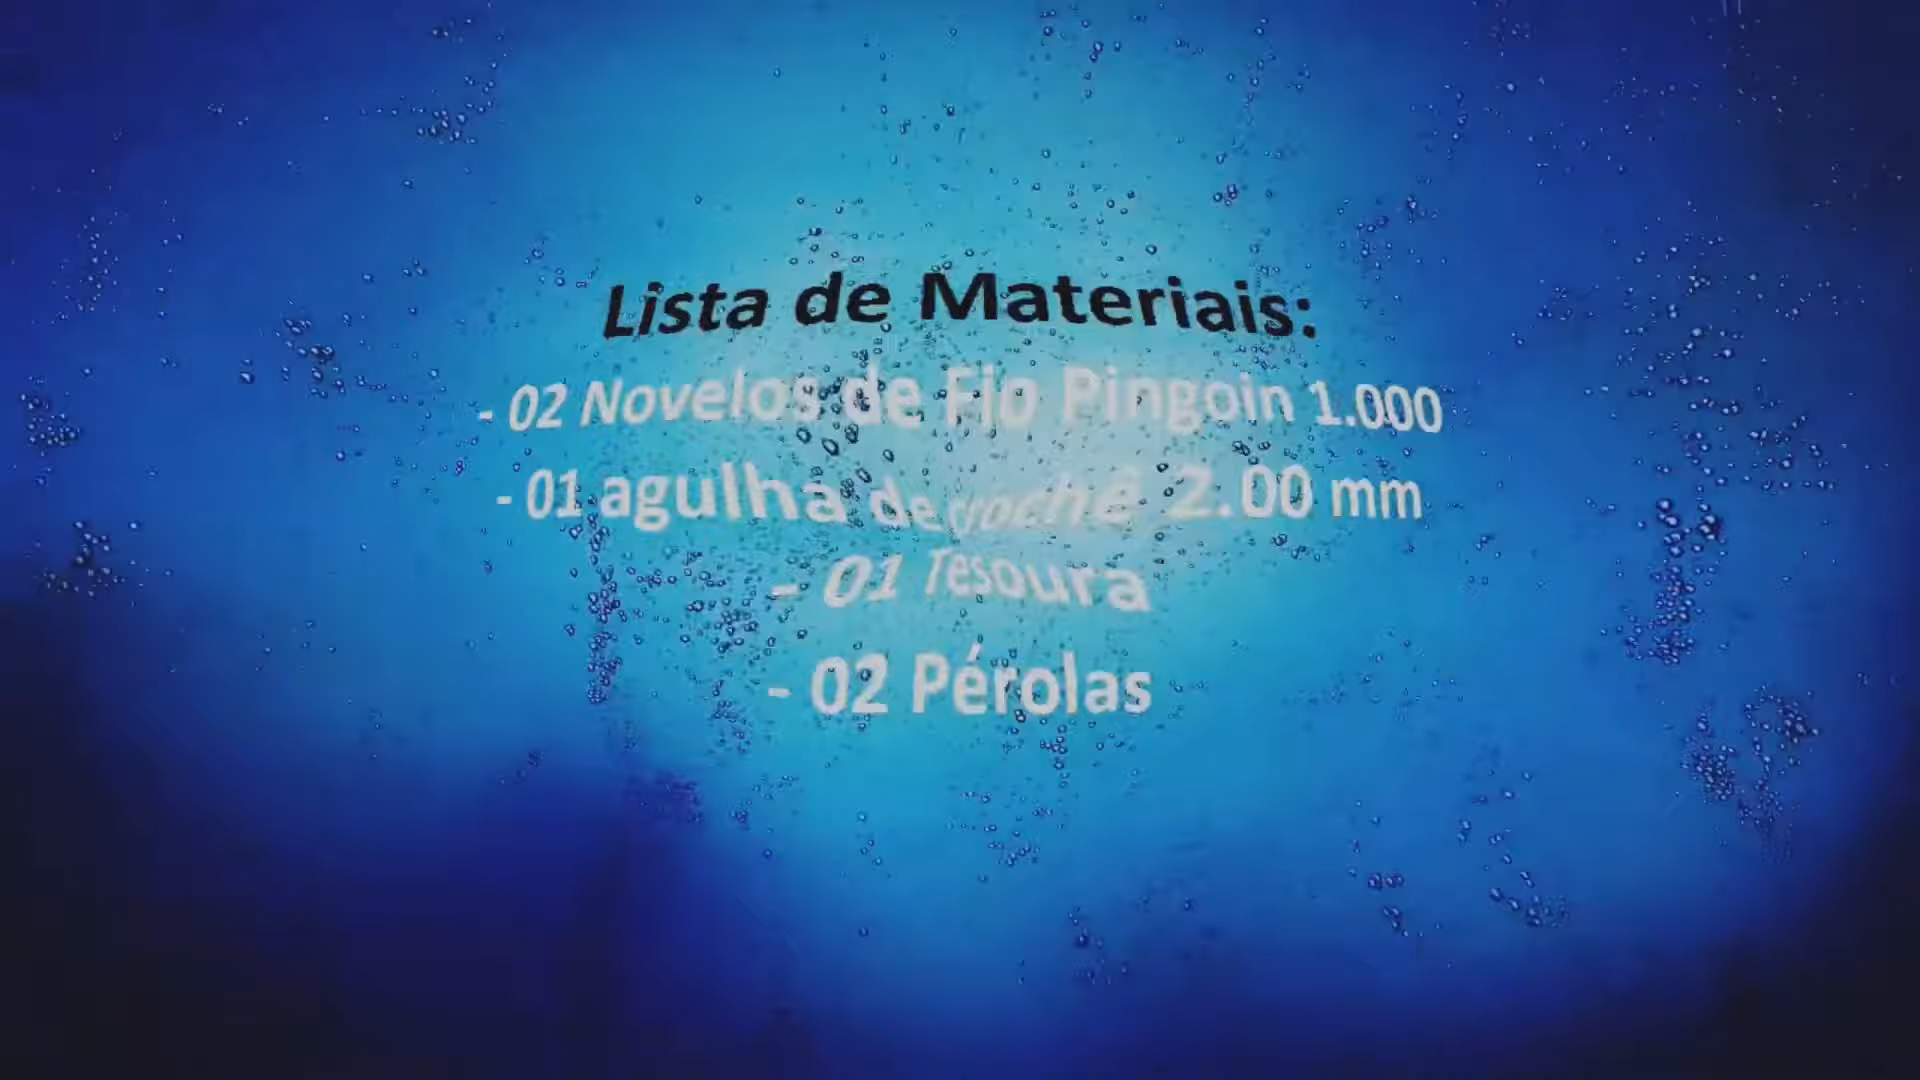 Lista de Materiais:
- 02 Novelos de Fio Pingoin 1.000
- 01 agulha de crochê 2.00 mm
- 01 Tesoura
- 02 Pérolas